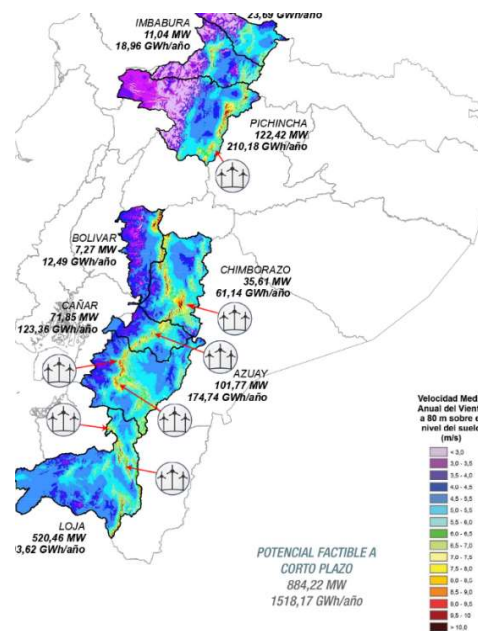 23,69 GWh/año
IMBABURA
11,04 MW
18,96 GWh/año
PICHINCHA
122,42 MW
210,18 GWh/año
BOLIVAR
7,27 MW
12,49 GWh/año
CHIMBORAZO
35,61 MW
61,14 GWh/año
CAÑAR
71,85 MW
123,36 GWh/año
AZUAY
101,77 MW
174,74 GWh/año
LOJA
520,46 MW
93,62 GWh/año
POTENCIAL FACTIBLE A
CORTO PLAZO
884,22 MW
1518,17 GWh/año
Velocidad Med
Anual del Vient
a 80 m sobre e
nivel del suelo
(m/s)
< 3,0
3,0 - 3,5
3,5 - 4,0
4,0 - 4,5
4,5 - 5,5
5,0 - 5,5
5,5 - 6,0
6,0 - 6,5
6,5 - 7,0
7,0 - 7,5
7,5 - 8,0
8,0 - 8,5
8,5 - 9,0
9,0 - 9,5
9,5 - 10
> 10,0